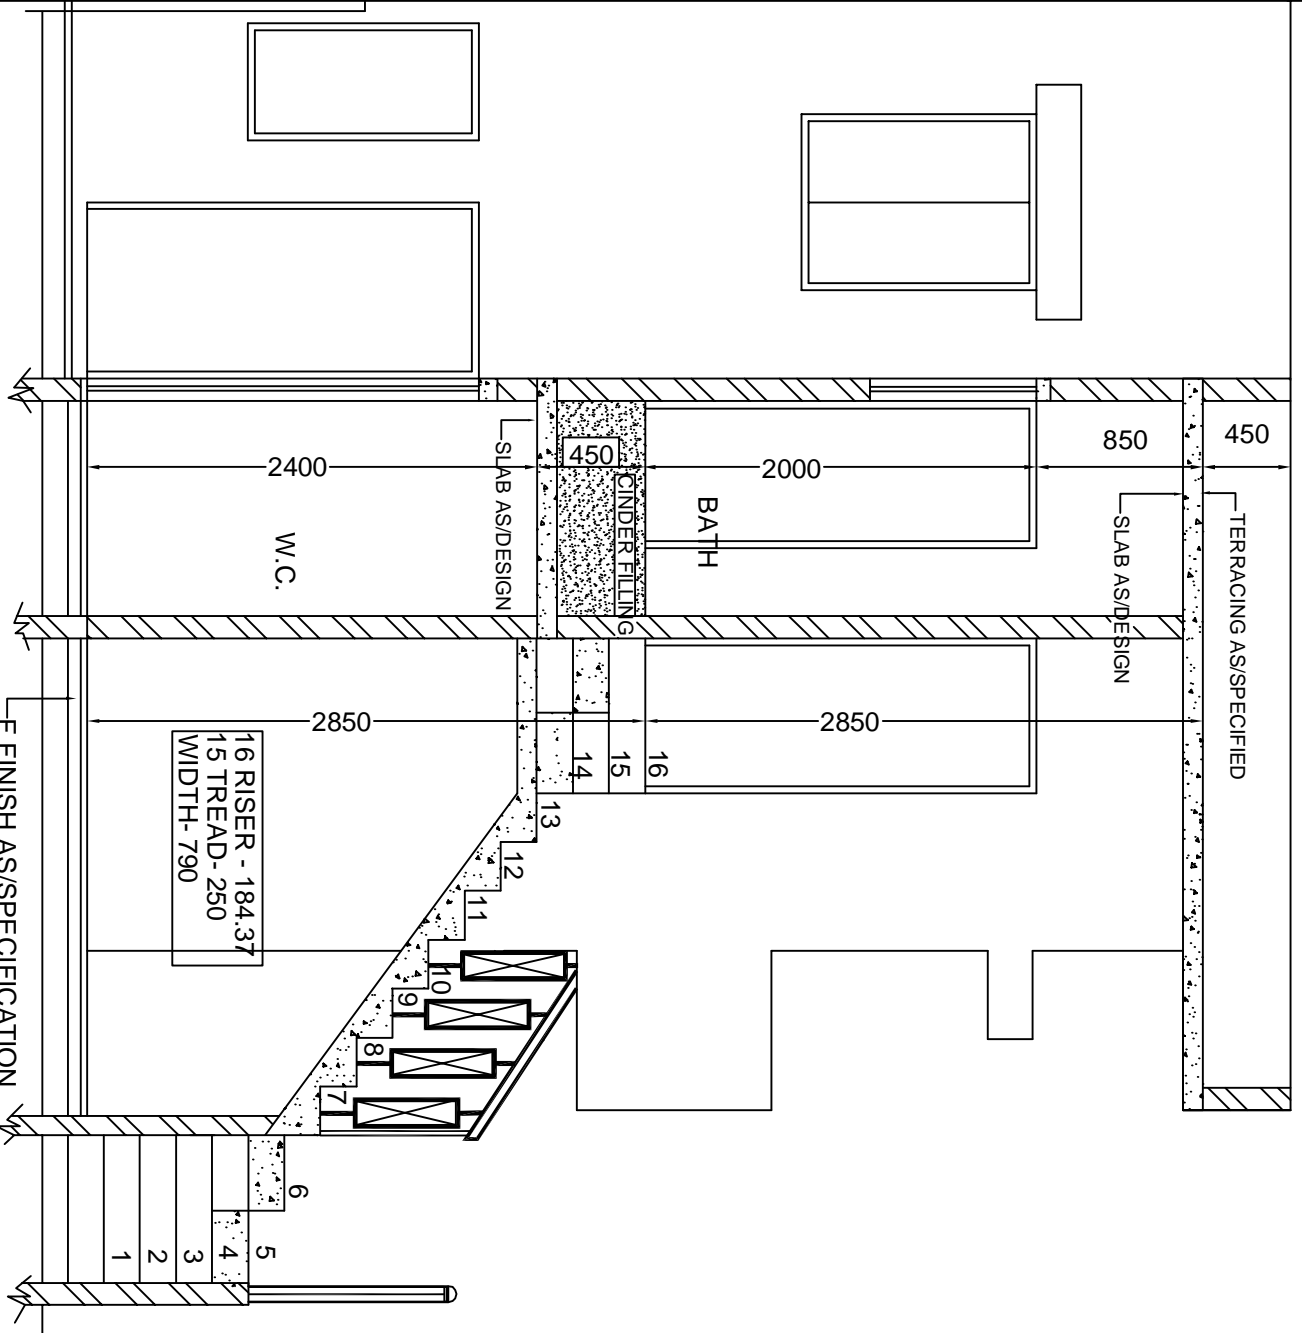 450
850
TERRACING AS/SPECIFIED
SLAB AS/DESIGN
2000
BATH
450
CINDER FILLING
SLAB AS/DESIGN
2400
W.C.
2850
2850
16
15
14
13
12
11
10
9
8
7
6
5
4
3
2
1
16 RISER - 184.37
15 TREAD- 250
WIDTH- 790
F FINISH AS/SPECIFICATION